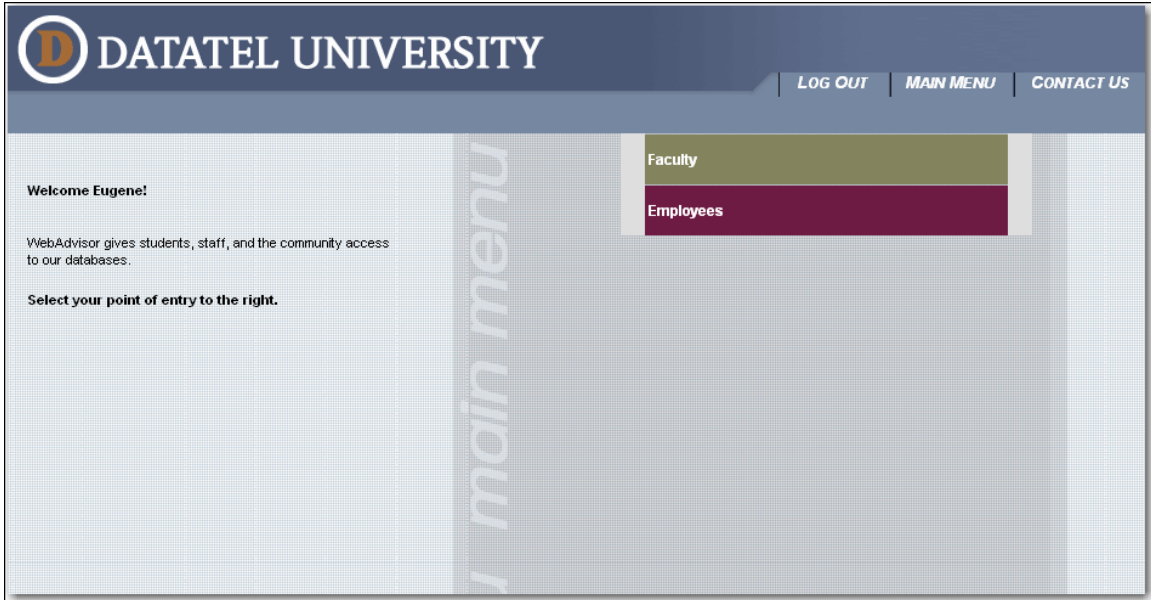 D DATATEL UNIVERSITY
LOG OUT MAIN MENU CONTACT US
Welcome Eugene!
WebAdvisor gives students, staff, and the community access
to our databases.
Select your point of entry to the right.
main menu
Faculty
Employees